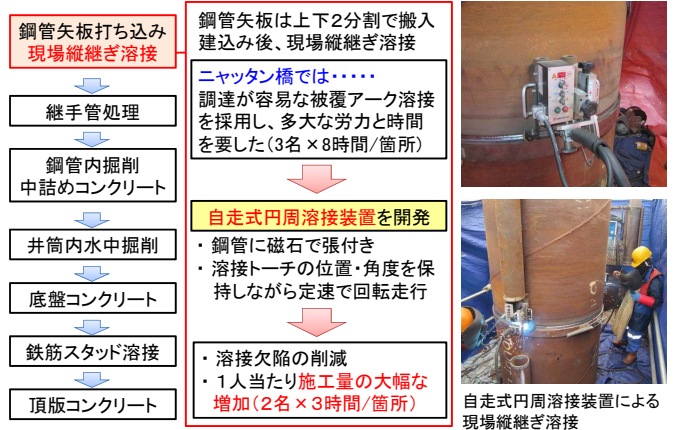 鋼管矢板打ち込み
現場縦継ぎ溶接
継手管処理
鋼管内掘削
中詰めコンクリート
井筒内水中掘削
底盤コンクリート
鉄筋スタッド溶接
頂版コンクリート
鋼管矢板は上下２分割で搬入
建込み後、現場縦継ぎ溶接
ニャッタン橋では・・・・・
調達が容易な被覆アーク溶接
を採用し、多大な労力と時間
を要した（3名×8時間/箇所）
自走式円周溶接装置を開発
・ 鋼管に磁石で張付き
・ 溶接トーチの位置・角度を保
持しながら定速で回転走行
・ 溶接欠陥の削減
・ １人当たり施工量の大幅な
増加（２名×３時間/箇所）
自走式円周溶接装置による
現場縦継ぎ溶接